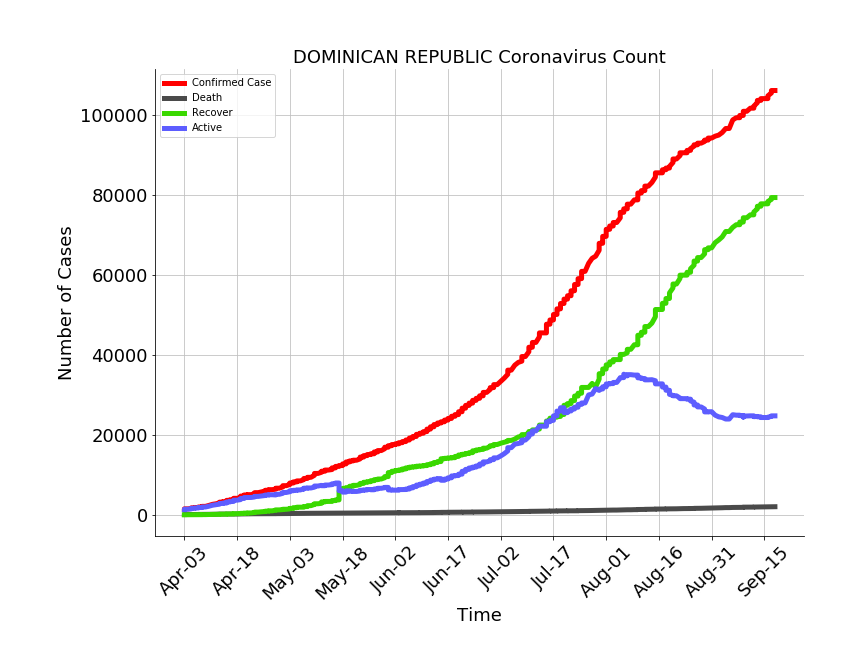 DOMINICAN REPUBLIC Coronavirus Count
Confirmed Case
Death
Recover
Active
Number of Cases
100000
80000
60000
40000
20000
0
Apr-03
Apr-18
May-03
May-18
Jun-02
Jun-17
Jul-02
Jul-17
Aug-01
Aug-16
Aug-31
Sep-15
Time